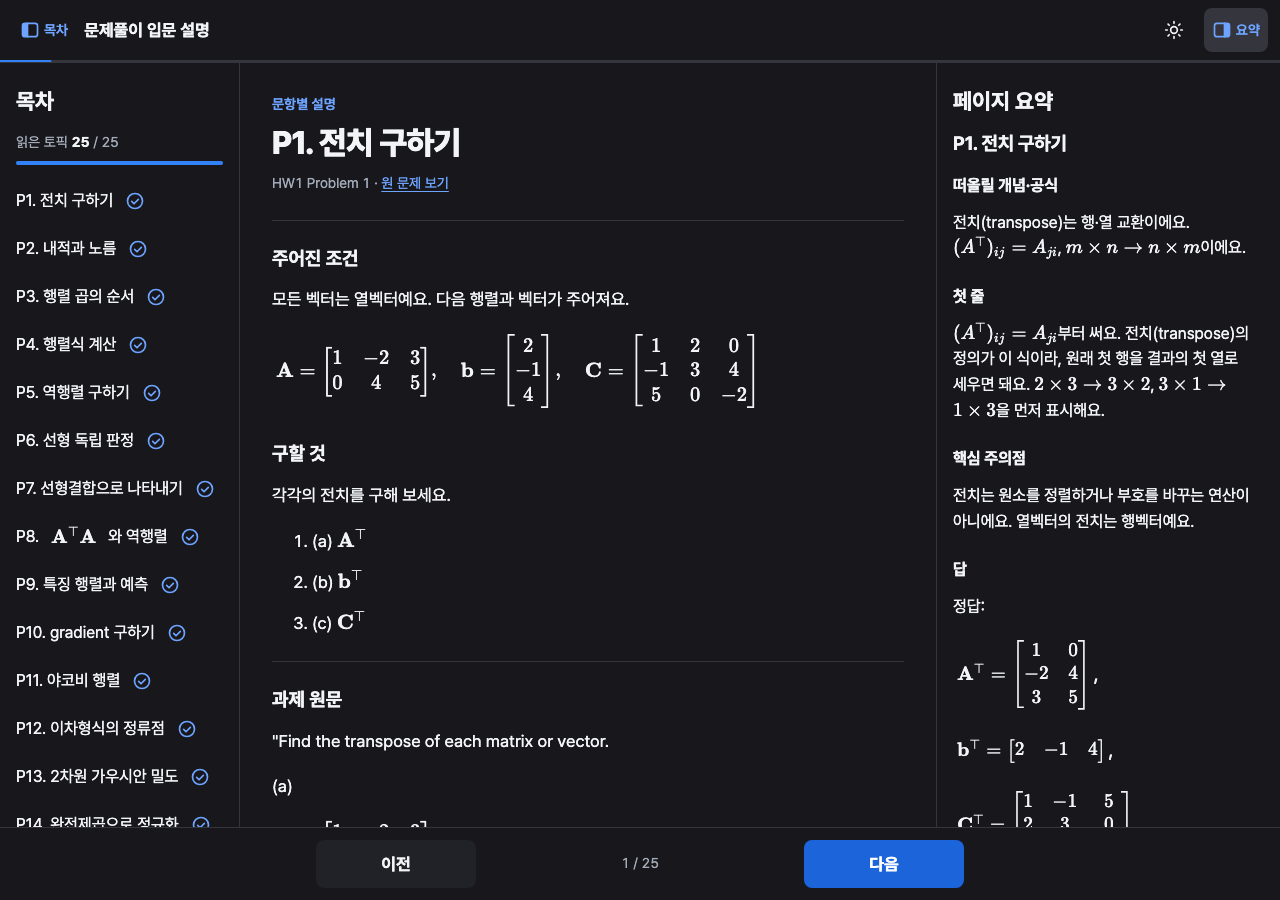 목차 문제풀이 입문 설명 요약
목차
읽은 토픽 25 / 25
P1. 전치 구하기
P2. 내적과 노름
P3. 행렬 곱의 순서
P4. 행렬식 계산
P5. 역행렬 구하기
P6. 선형 독립 판정
P7. 선형결합으로 나타내기
P8. A⊤A 와 역행렬
P9. 특징 행렬과 예측
P10. gradient 구하기
P11. 야코비 행렬
P12. 이차형식의 정류점
P13. 2차원 가우시안 밀도
P14. 완전제곱으로 정규화
문항별 설명
P1. 전치 구하기
HW1 Problem 1 · 원 문제 보기
주어진 조건
모든 벡터는 열벡터예요. 다음 행렬과 벡터가 주어져요.
A = [1 −2 3; 0 4 5], b = [2; −1; 4], C = [1 2 0; −1 3 4; 5 0 −2]
구할 것
각각의 전치를 구해 보세요.
1. (a) A⊤
2. (b) b⊤
3. (c) C⊤
과제 원문
"Find the transpose of each matrix or vector.
(a)
페이지 요약
P1. 전치 구하기
떠올릴 개념·공식
전치(transpose)는 행·열 교환이에요.
(A⊤)ij = Aji, m × n → n × m이에요.
첫 줄
(A⊤)ij = Aji부터 써요. 전치(transpose)의
정의가 이 식이라, 원래 첫 행을 결과의 첫 열로
세우면 돼요. 2 × 3 → 3 × 2, 3 × 1 →
1 × 3을 먼저 표시해요.
핵심 주의점
전치는 원소를 정렬하거나 부호를 바꾸는 연산이
아니에요. 열벡터의 전치는 행벡터예요.
답
정답:
A⊤ = [1 0; −2 4; 3 5],
b⊤ = [2 −1 4],
C⊤ = [1 −1 5; 2 3 0
이전 1 / 25 다음